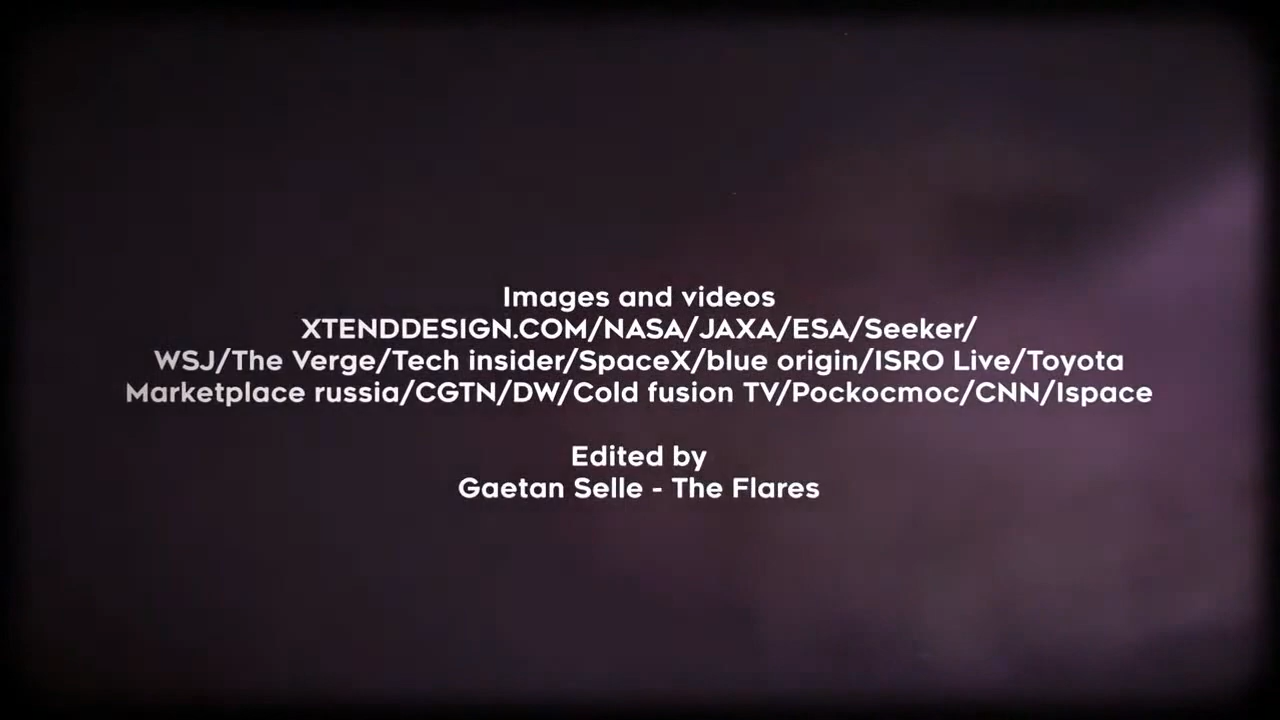 Images and videos
XTENDDESIGN.COM/NASA/JAXA/ESA/Seeker/
WSJ/The Verge/Tech insider/SpaceX/blue origin/ISRO Live/Toyota
Marketplace russia/CGTN/DW/Cold fusion TV/Pockocmoc/CNN/Ispace
Edited by
Gaetan Selle - The Flares